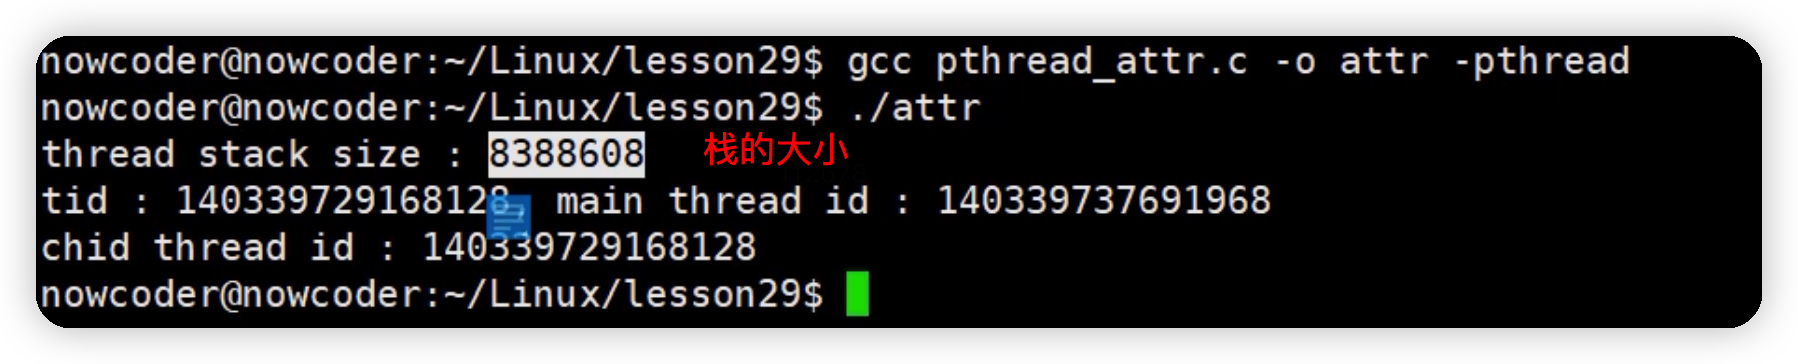 nowcoder@nowcoder:~/Linux/lesson29$ gcc pthread_attr.c -o attr -pthread
nowcoder@nowcoder:~/Linux/lesson29$ ./attr
thread stack size : 8388608 栈的大小
tid : 140339729168128, main thread id : 140339737691968
chid thread id : 140339729168128
nowcoder@nowcoder:~/Linux/lesson29$